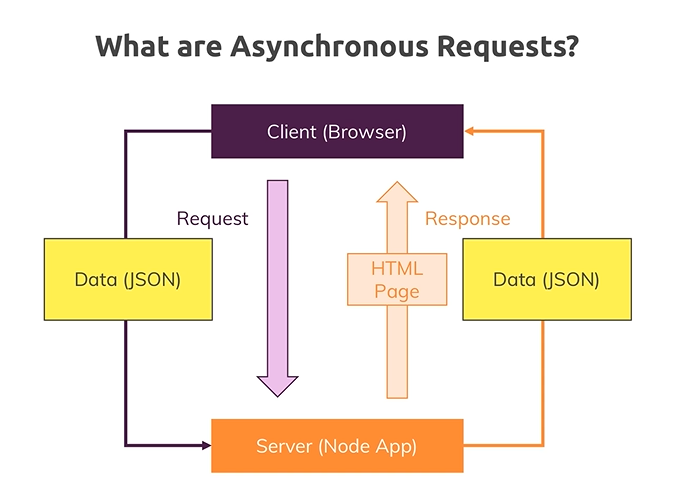 What are Asynchronous Requests?
Client (Browser)
Request
Response
Data (JSON)
HTML
Page
Data (JSON)
Server (Node App)